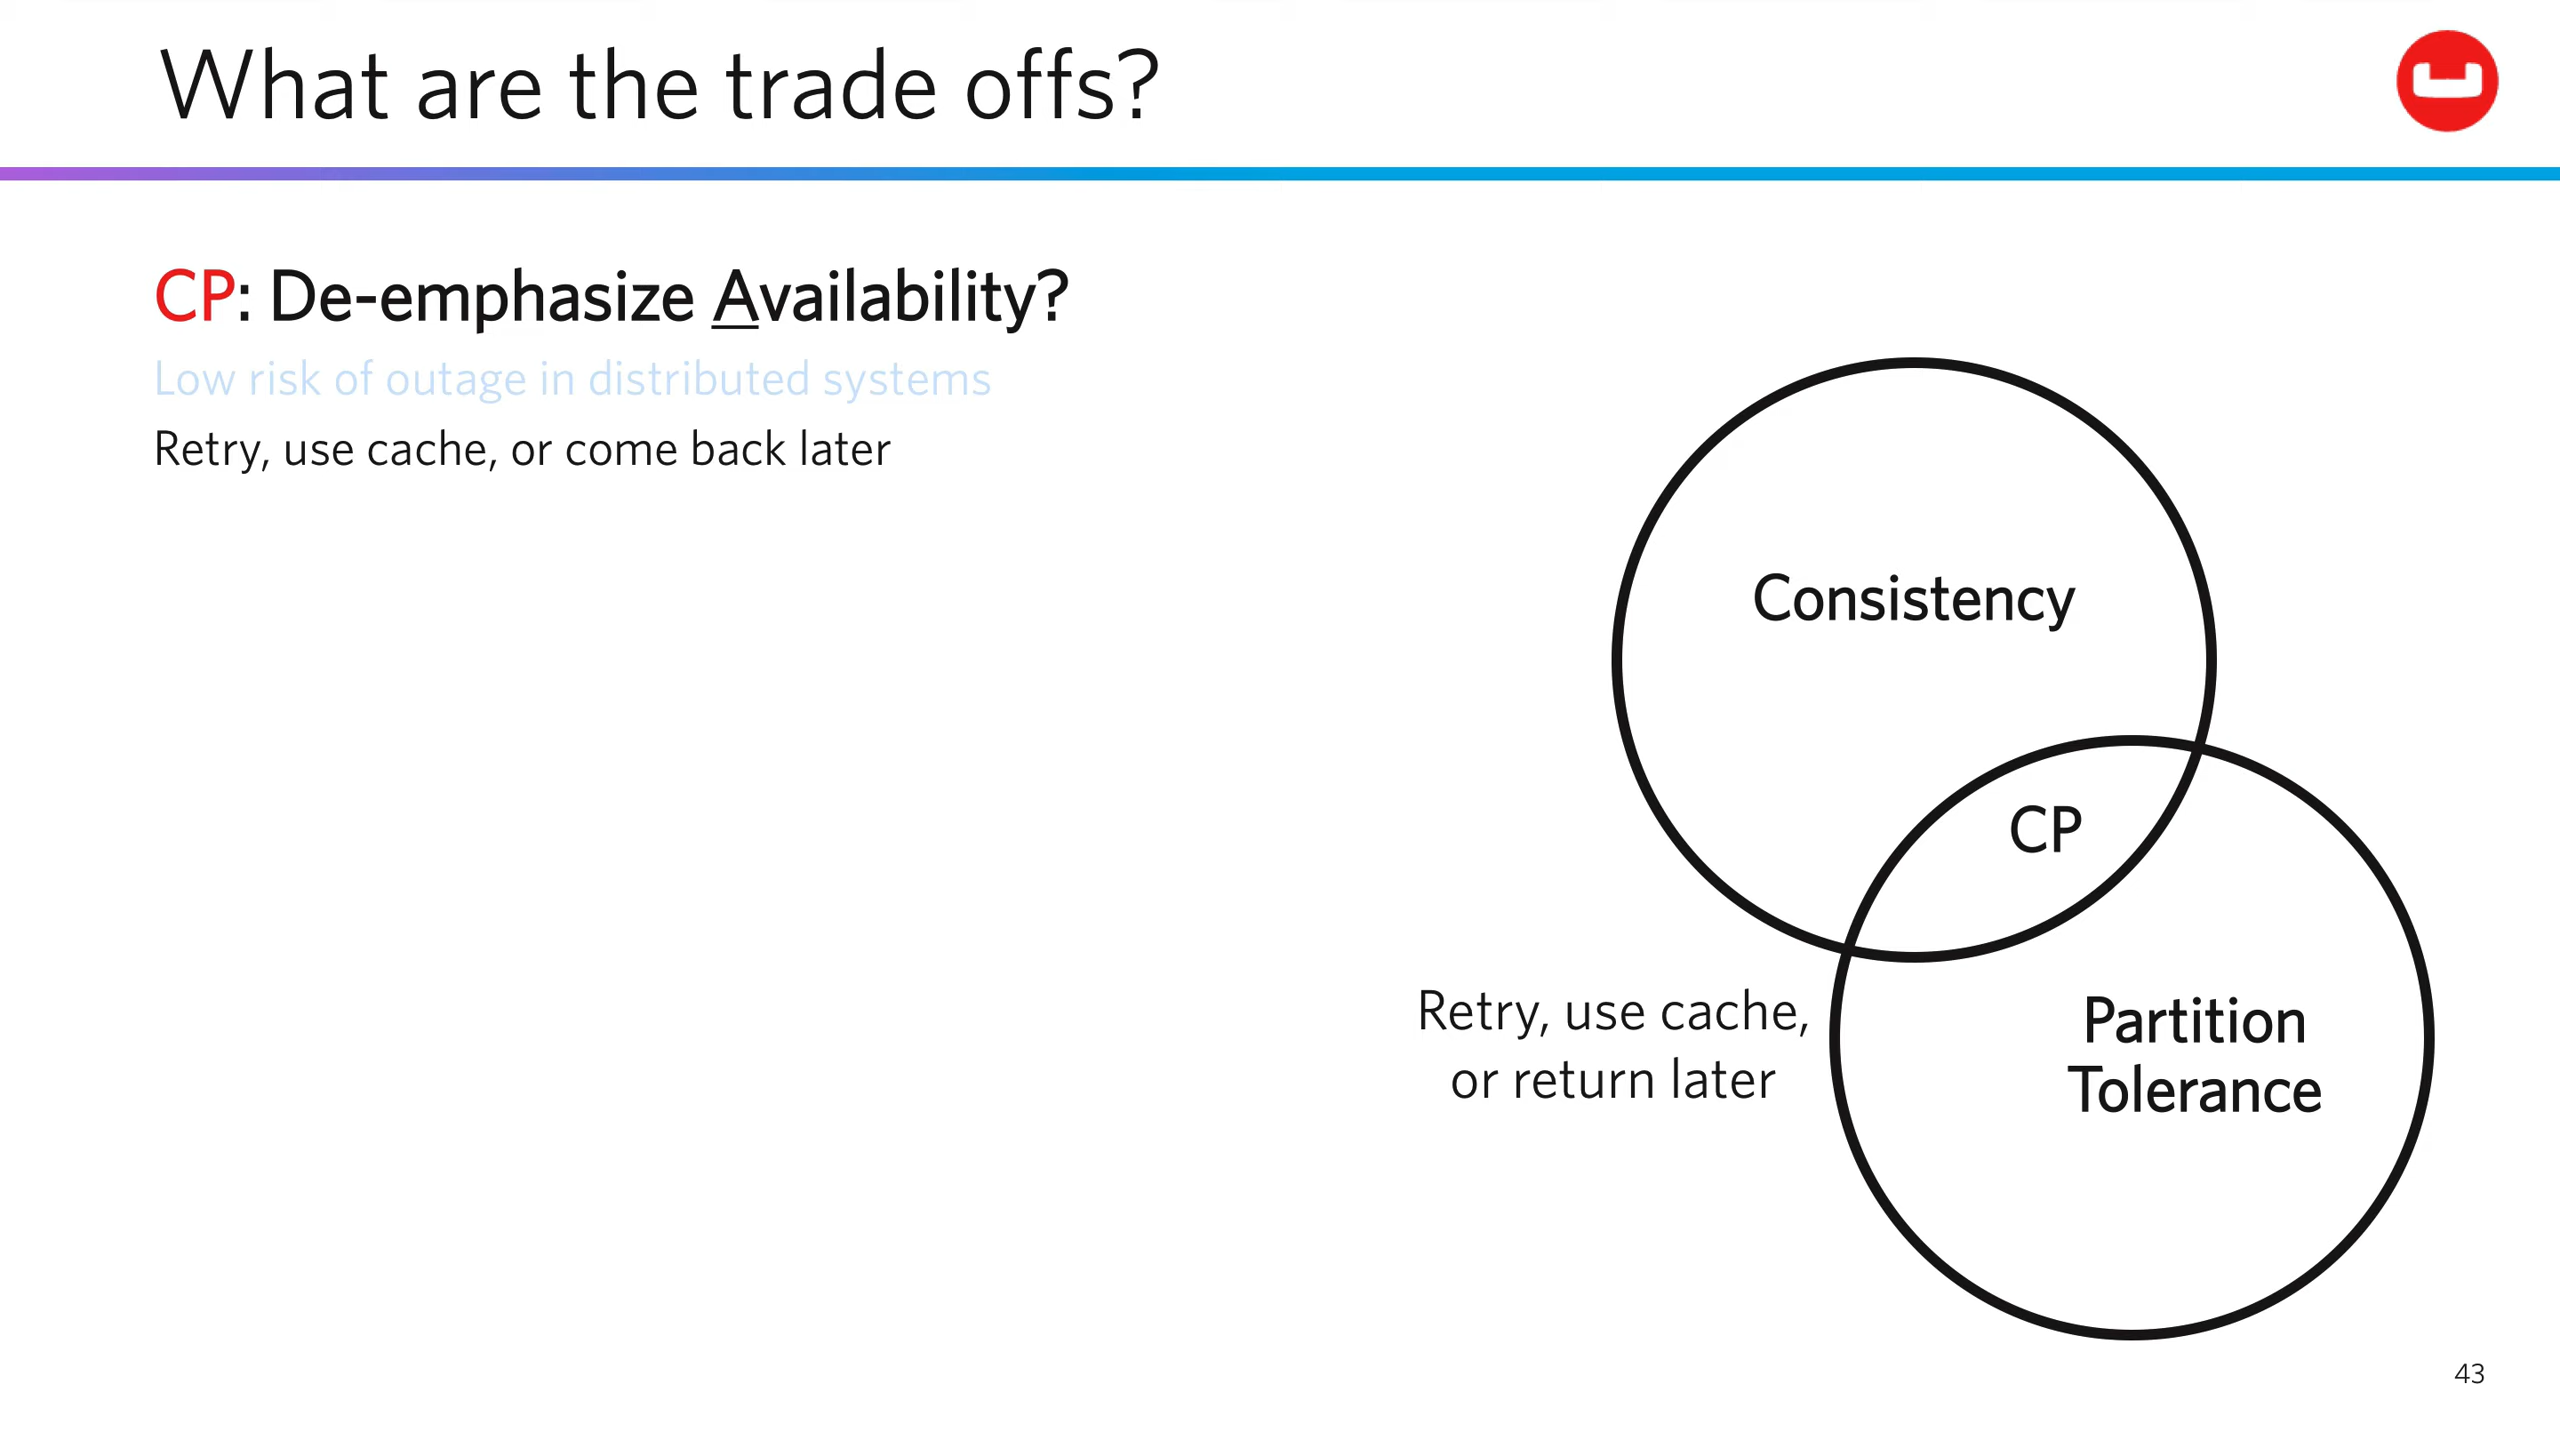 What are the trade offs?
CP: De-emphasize Availability?
Low risk of outage in distributed systems
Retry, use cache, or come back later
Consistency
CP
Retry, use cache,
or return later
Partition
Tolerance
43